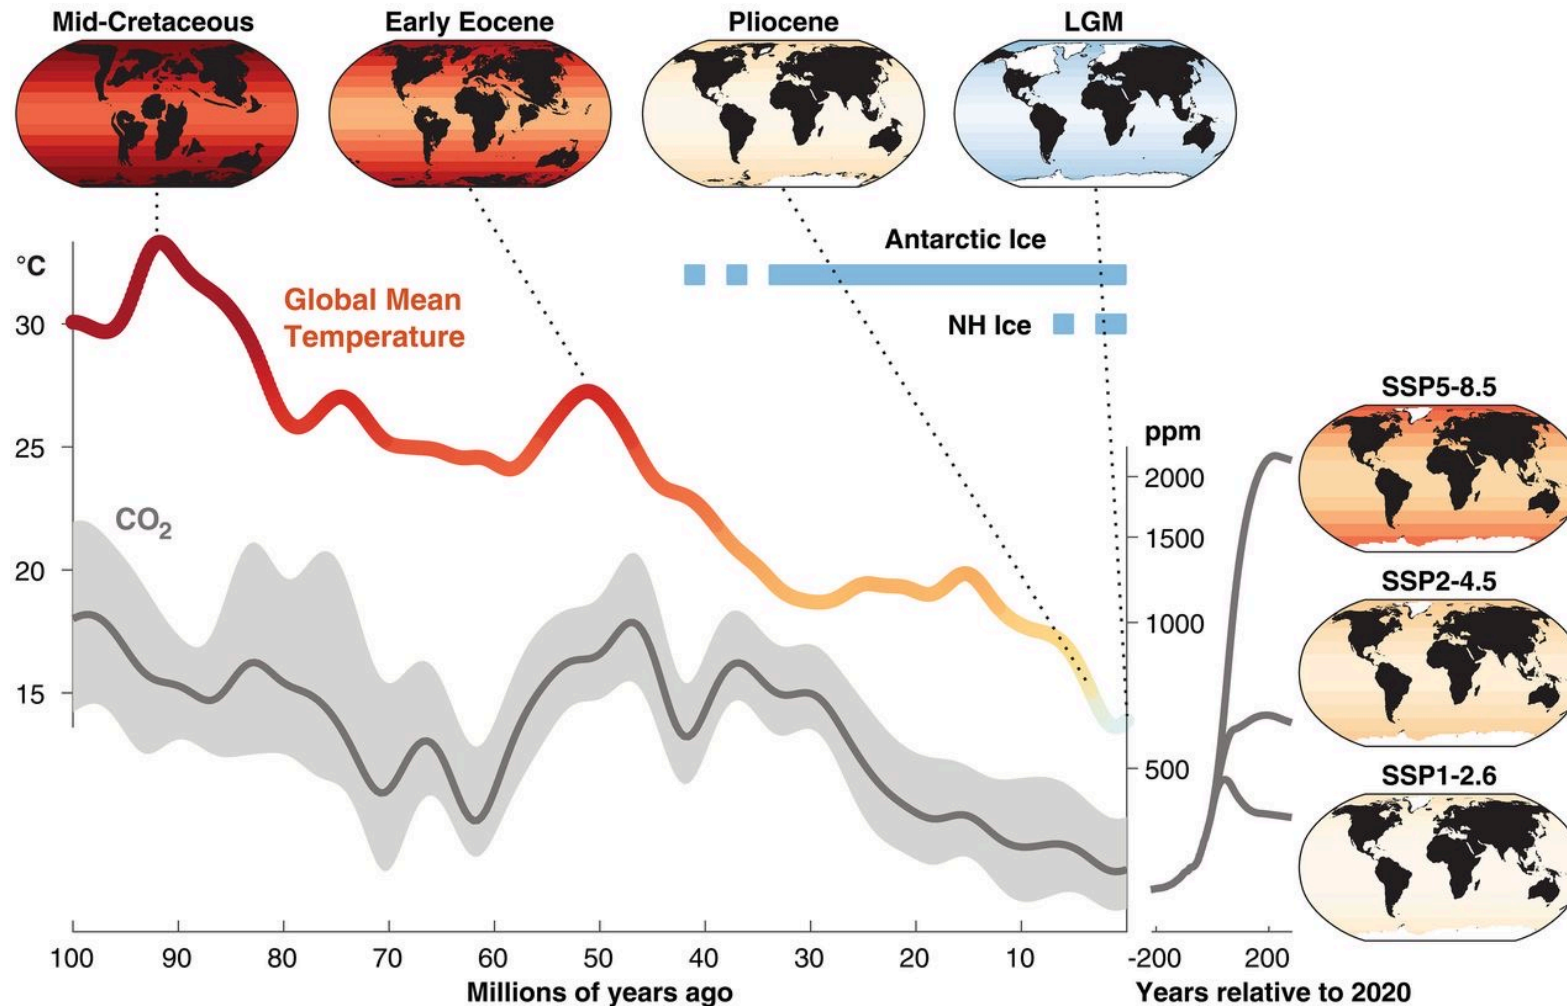 Mid-Cretaceous
Early Eocene
Pliocene
LGM
°C
30
25
20
15
Global Mean
Temperature
CO₂
Antarctic Ice
NH Ice
ppm
2000
1500
1000
500
SSP5-8.5
SSP2-4.5
SSP1-2.6
100 90 80 70 60 50 40 30 20 10
-200 200
Millions of years ago
Years relative to 2020